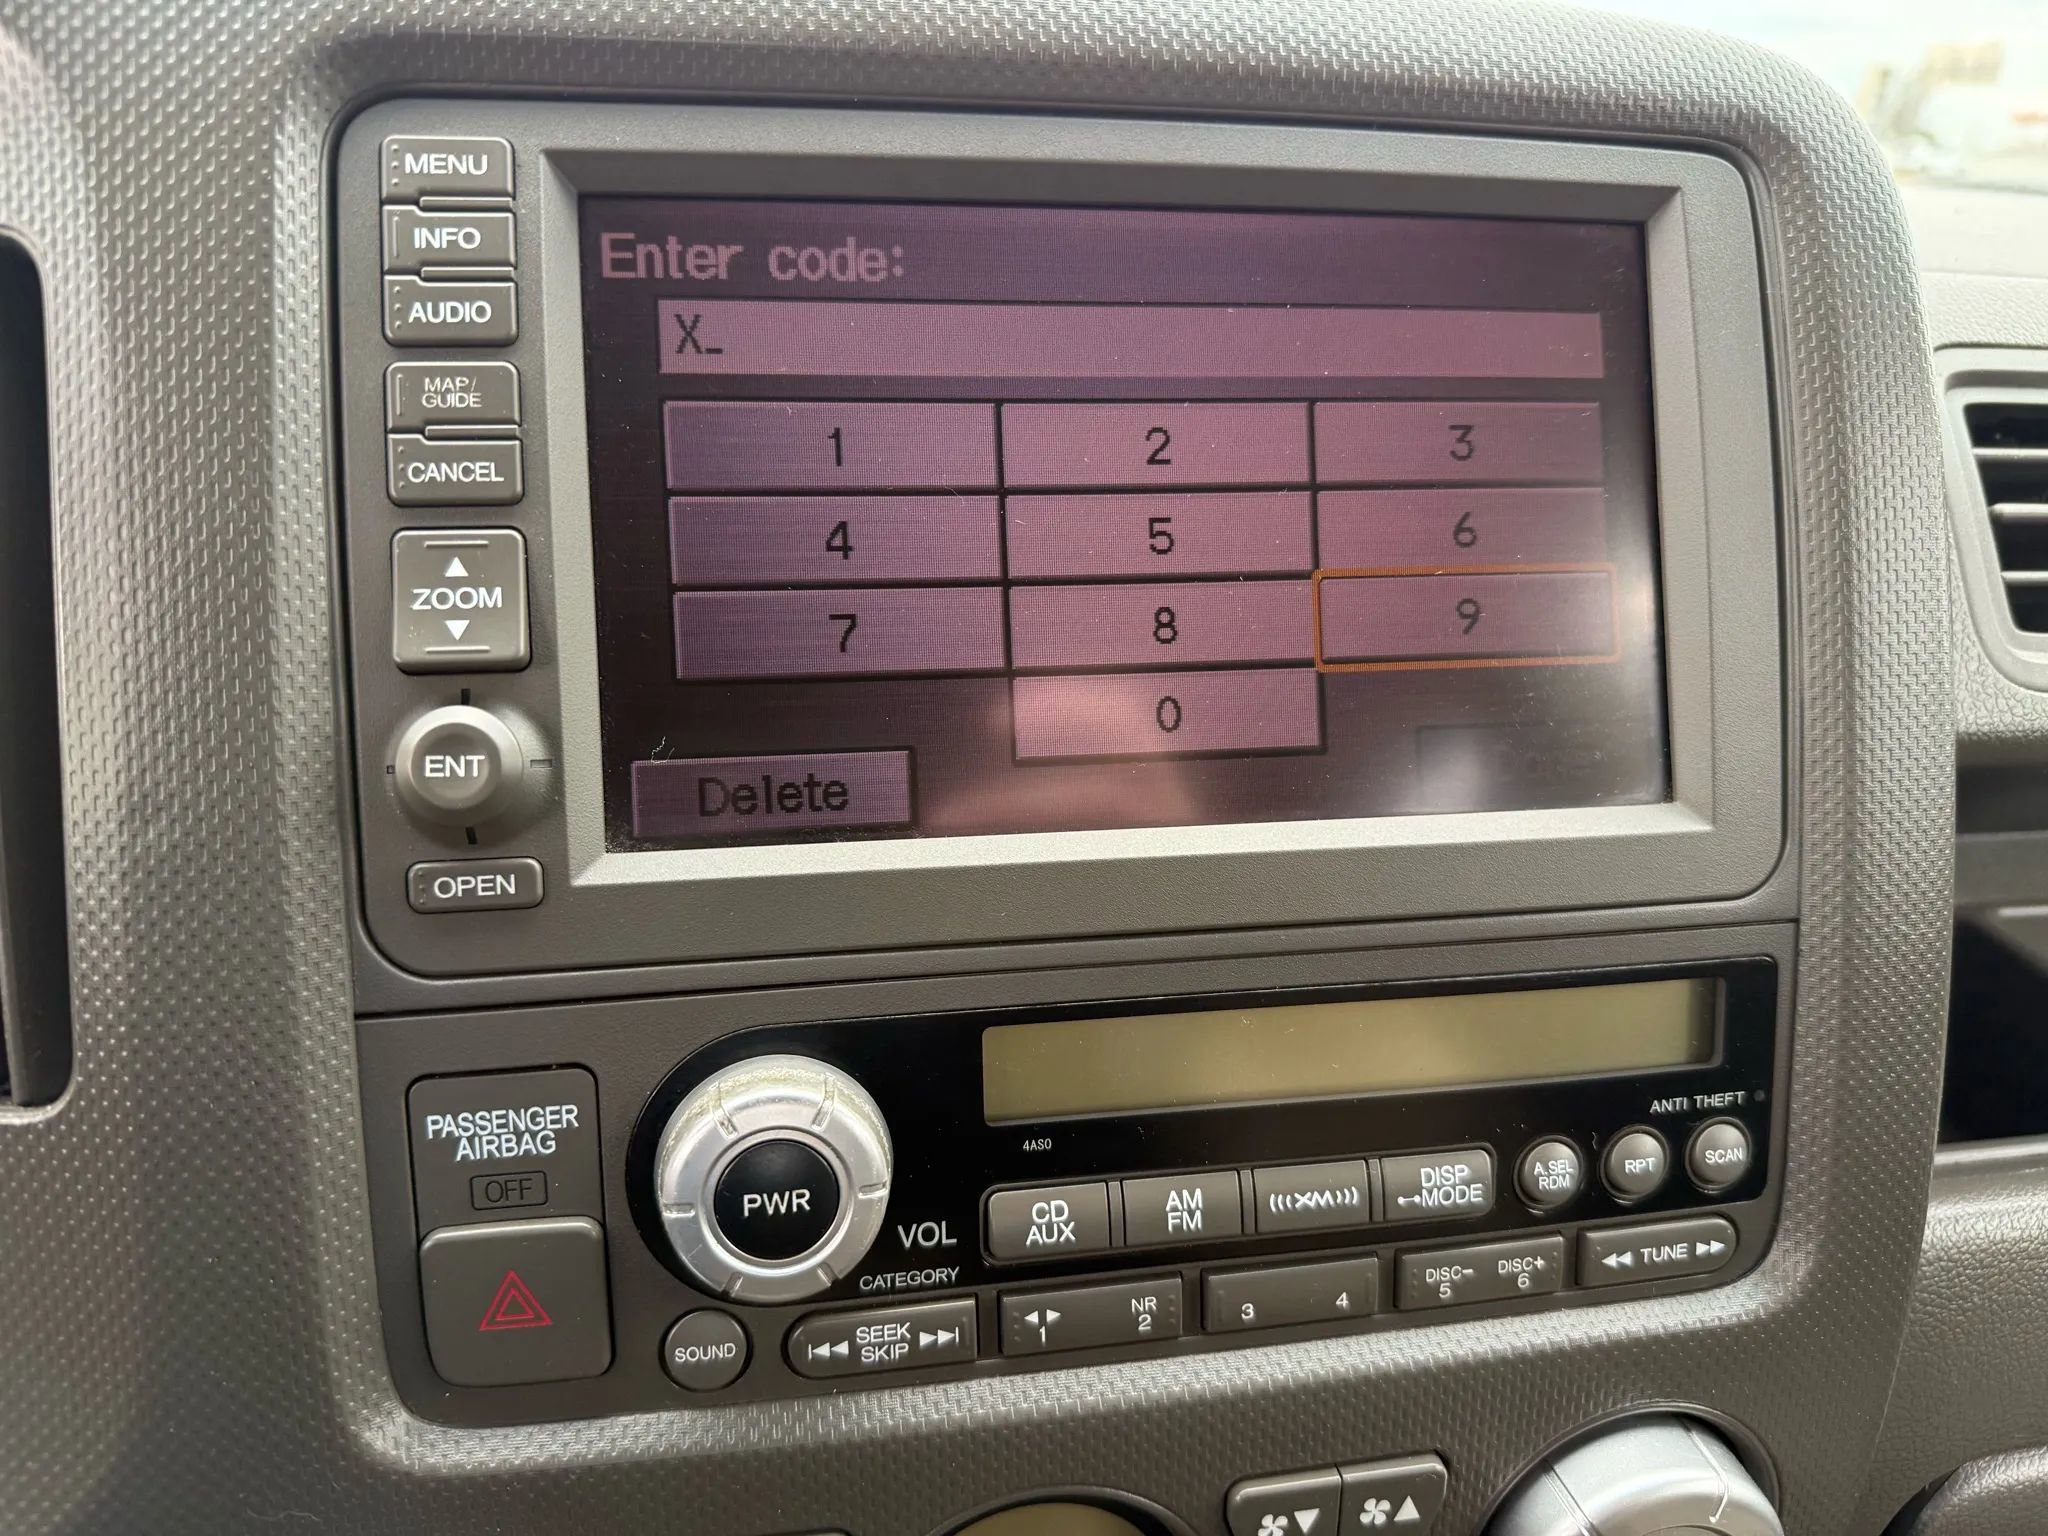 MENU
INFO
AUDIO
MAP/
GUIDE
CANCEL
ZOOM
ENT
OPEN
Enter code:
X_
1 2 3
4 5 6
7 8 9
0
Delete
PASSENGER
AIRBAG
OFF
PWR
VOL
4AS0
ANTI THEFT
CD
AUX
AM
FM
XM
DISP
MODE
A.SEL
RDM
RPT
SCAN
CATEGORY
SOUND
SEEK
SKIP
1
NR
2
3 4
DISC-
5
DISC+
6
TUNE